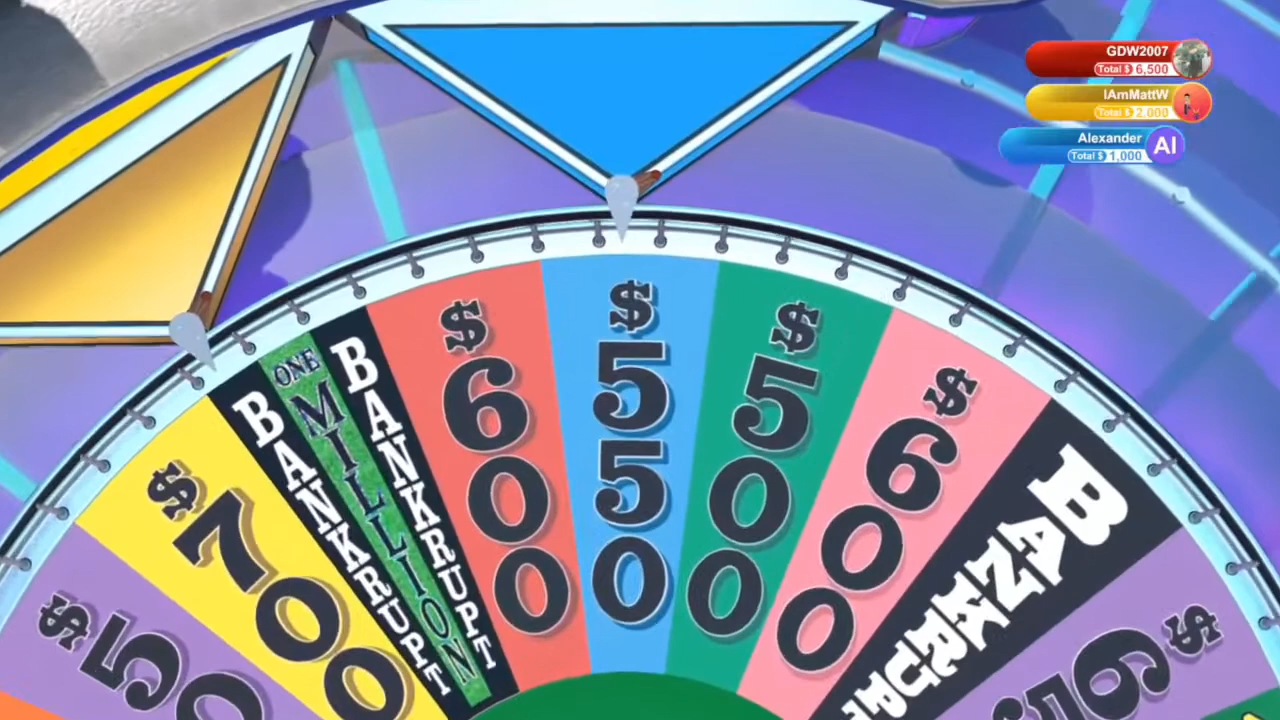 GDW2007
Total $ 6,500
IAmMattW
Total $ 2,000
Alexander
Total $ 1,000
AI
$500
$700
BANKRUPT
ONE MILLION
BANKRUPT
$600
$550
$500
$600